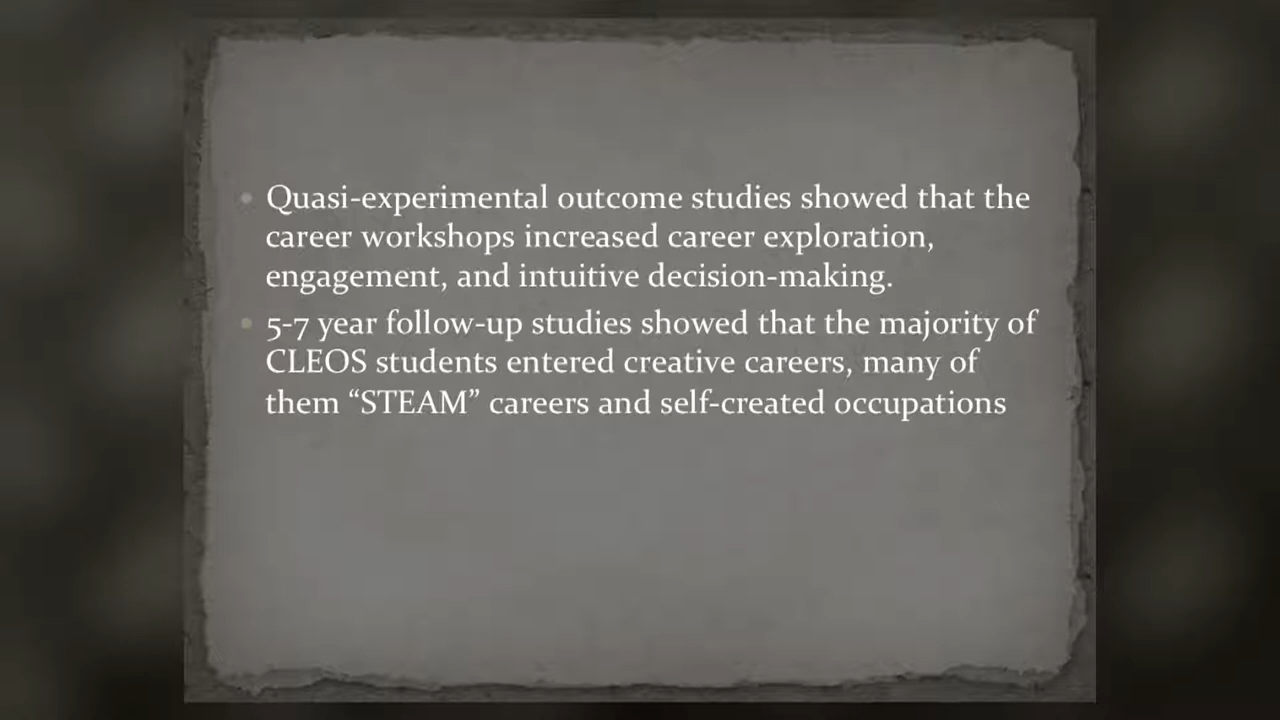 • Quasi-experimental outcome studies showed that the
career workshops increased career exploration,
engagement, and intuitive decision-making.
• 5-7 year follow-up studies showed that the majority of
CLEOS students entered creative careers, many of
them “STEAM” careers and self-created occupations